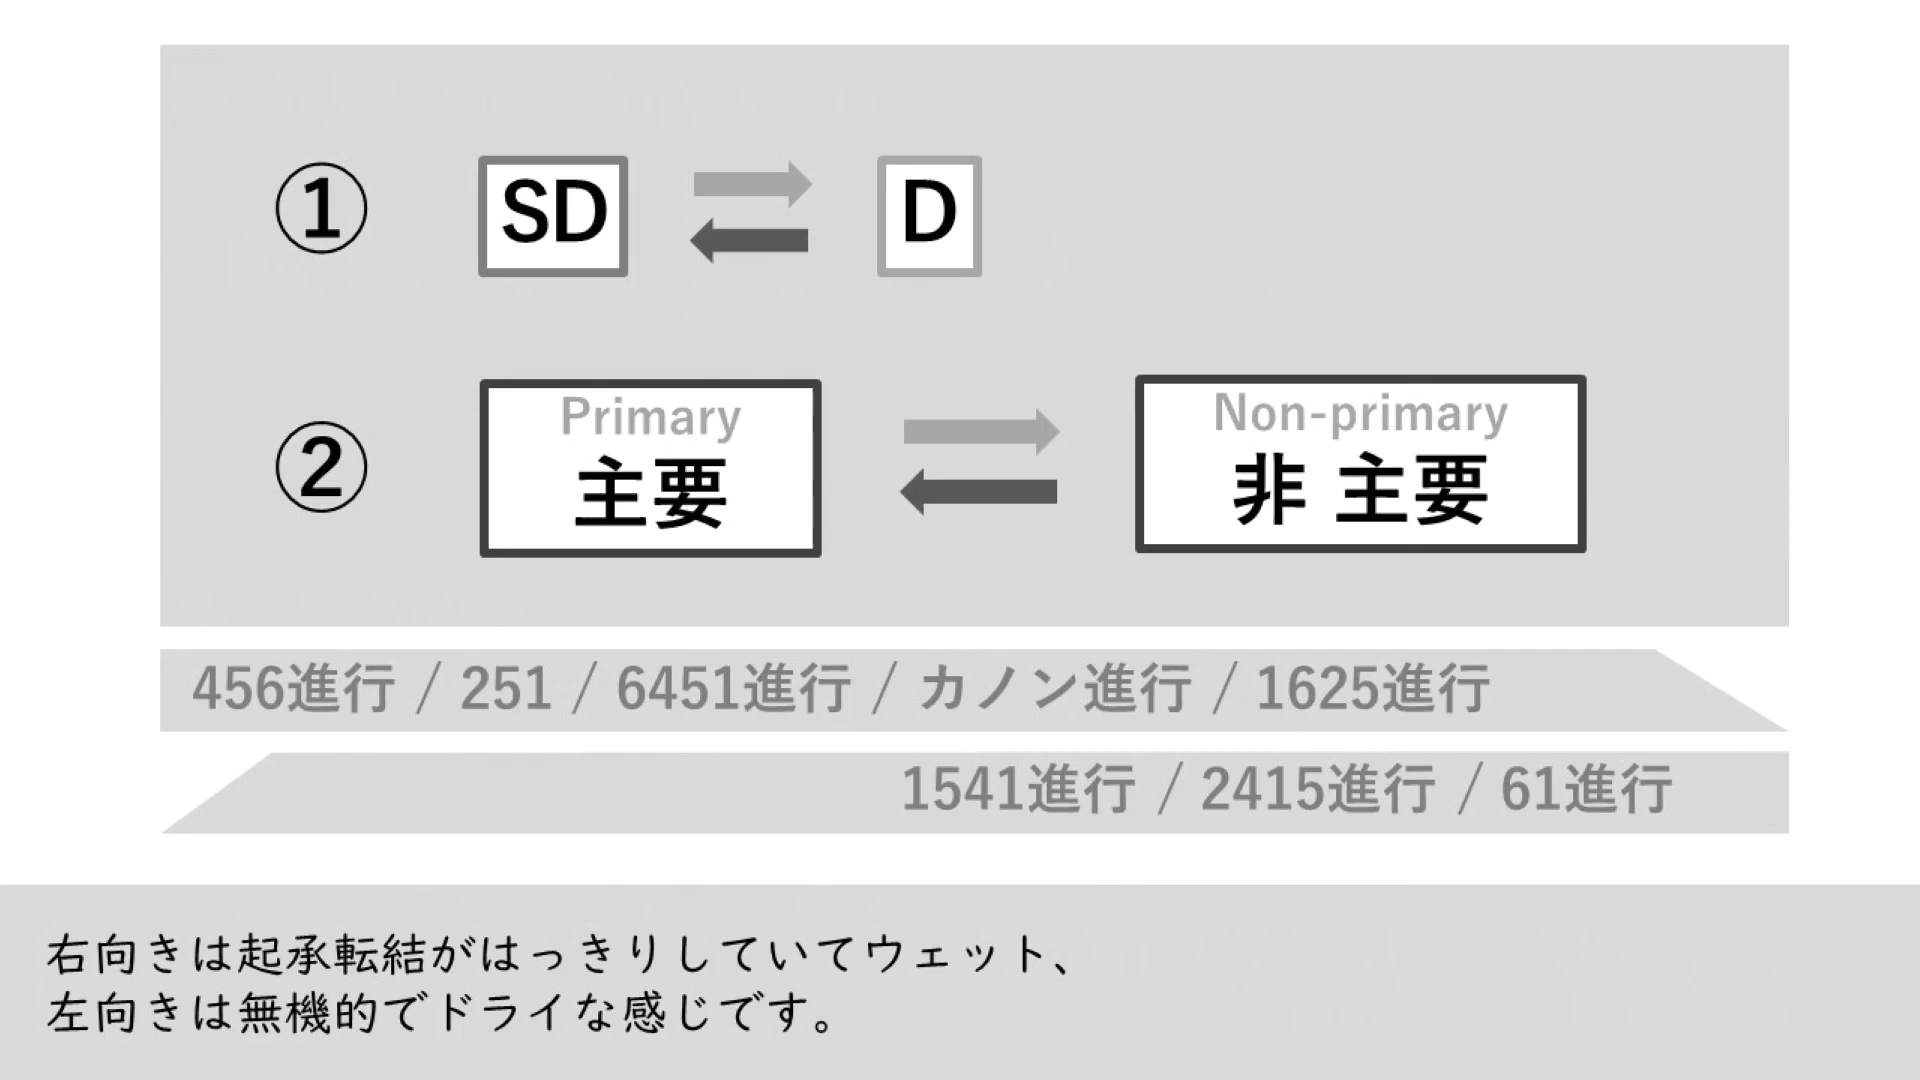 ① SD D
② Primary 主要 Non-primary 非 主要
456進行 / 251 / 6451進行 / カノン進行 / 1625進行
1541進行 / 2415進行 / 61進行
右向きは起承転結がはっきりしていてウェット、
左向きは無機的でドライな感じです。